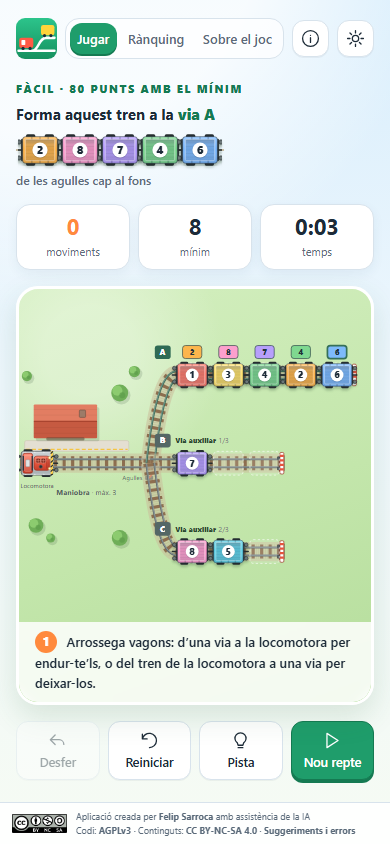 Jugar Rànquing Sobre el joc
FÀCIL · 80 PUNTS AMB EL MÍNIM
Forma aquest tren a la via A
2 8 7 4 6
de les agulles cap al fons
0 8 0:03
moviments mínim temps
A 2 8 7 4 6
1 3 4 2 6
B Via auxiliar 1/3
7
Locomotora
Agulles
Maniobra · màx. 3
C Via auxiliar 2/3
8 5
1 Arrossega vagons: d'una via a la locomotora per
endur-te'ls, o del tren de la locomotora a una via per
deixar-los.
Desfer Reiniciar Pista Nou repte
CC BY NC SA
Aplicació creada per Felip Sarroca amb assistència de la IA
Codi: AGPLv3 · Continguts: CC BY-NC-SA 4.0 · Suggeriments i errors